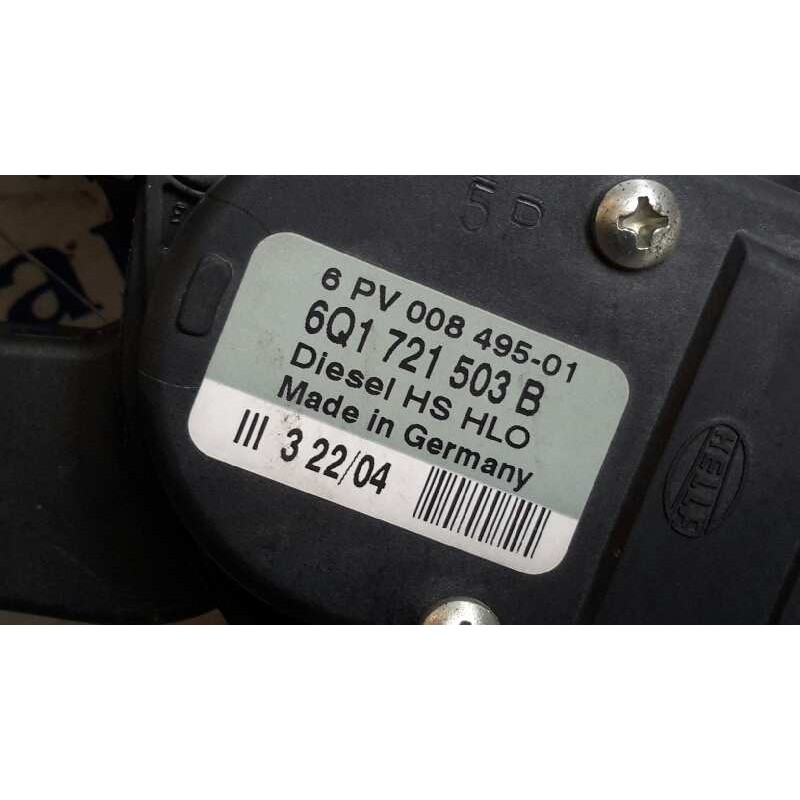 5P
6 PV 008 495-01
6Q1 721 503 B
Diesel HS HLO
Made in Germany
III 3 22/04
HELLA